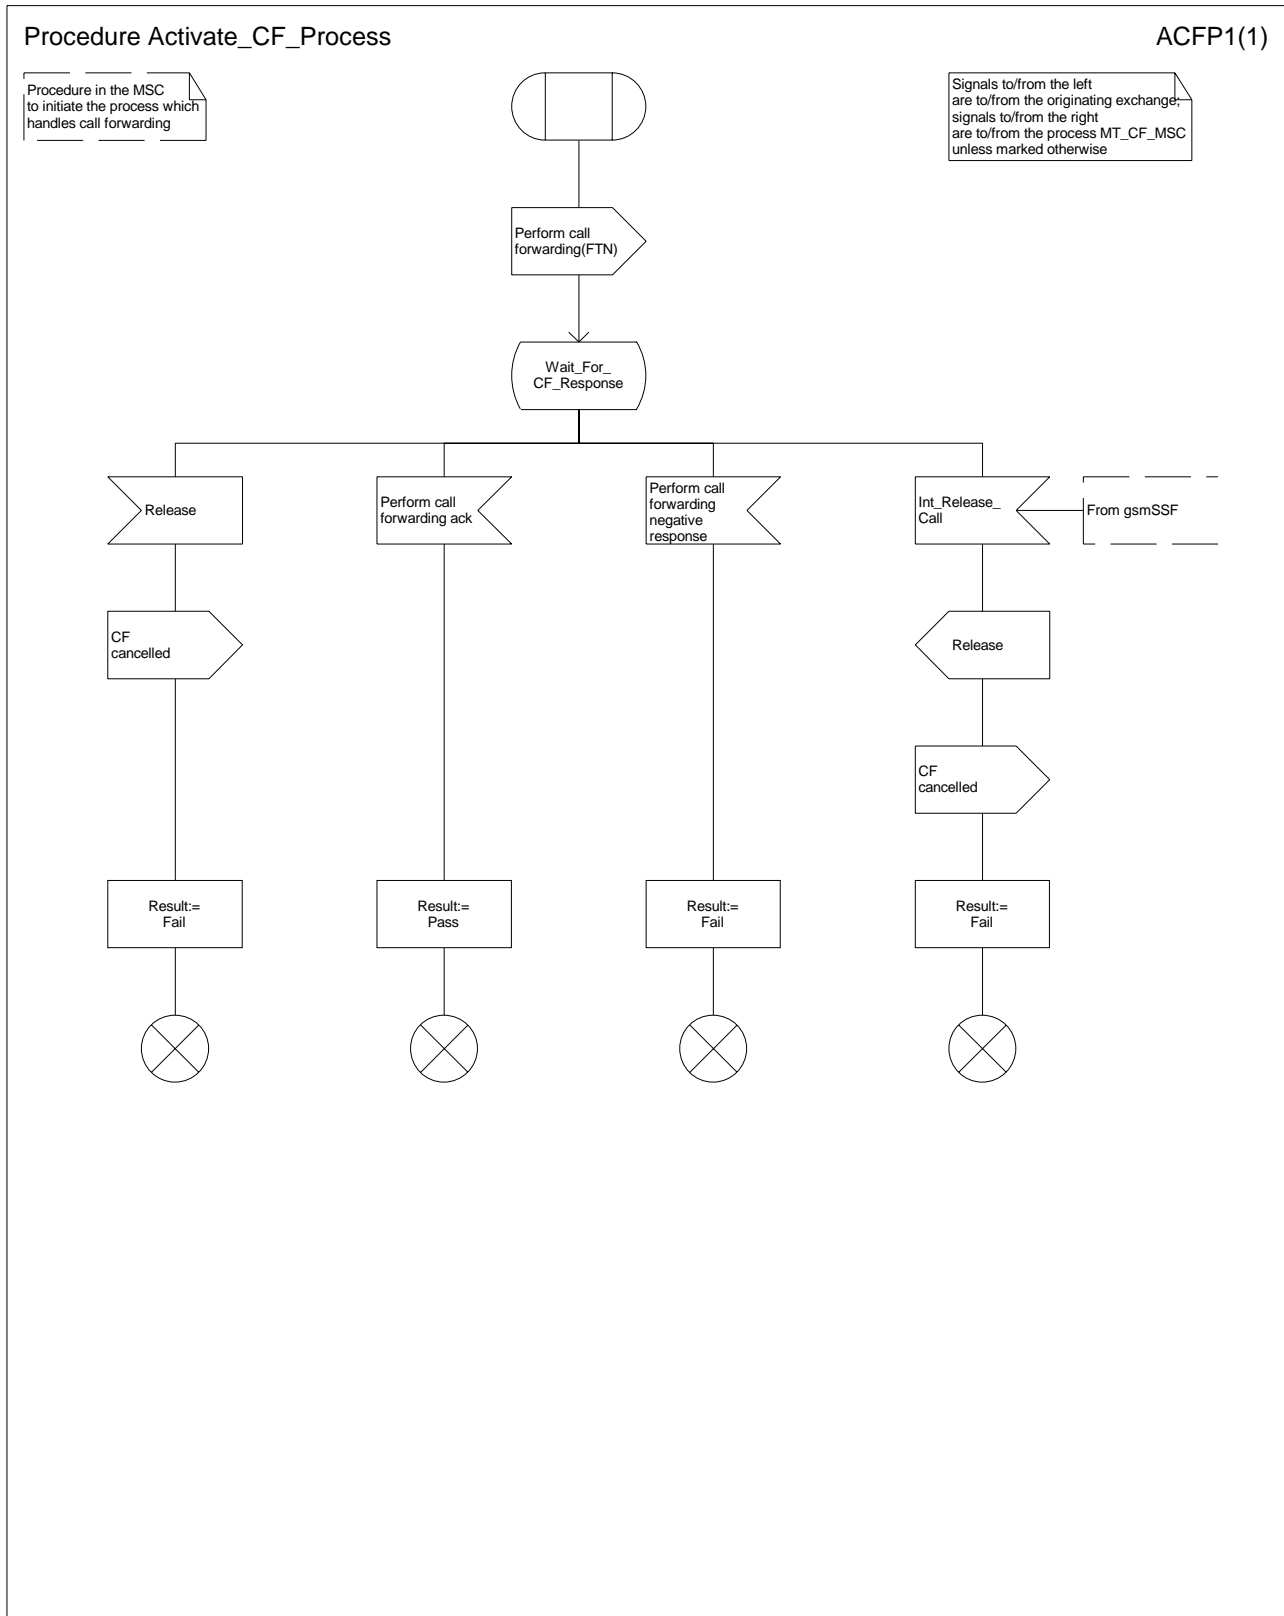 Procedure Activate_CF_Process
ACFP1(1)
Procedure in the MSC
to initiate the process which
handles call forwarding
Signals to/from the left
are to/from the originating exchange;
signals to/from the right
are to/from the process MT_CF_MSC
unless marked otherwise
Perform call
forwarding(FTN)
Wait_For_
CF_Response
Release
Perform call
forwarding ack
Perform call
forwarding
negative
response
Int_Release_
Call
From gsmSSF
CF
cancelled
Release
CF
cancelled
Result:=
Fail
Result:=
Pass
Result:=
Fail
Result:=
Fail